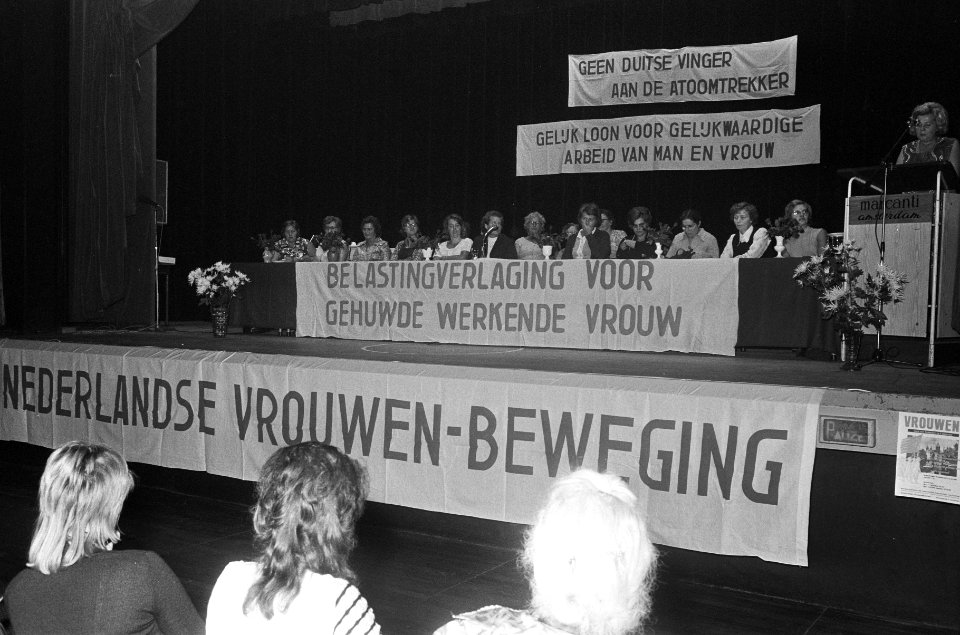 GEEN DUITSE VINGER
AAN DE ATOOMTREKKER
GELIJK LOON VOOR GELIJKWAARDIGE
ARBEID VAN MAN EN VROUW
marcanti
amsterdam
BELASTINGVERLAGING VOOR
GEHUWDE WERKENDE VROUW
NEDERLANDSE VROUWEN-BEWEGING
PAUZE
VROUWEN